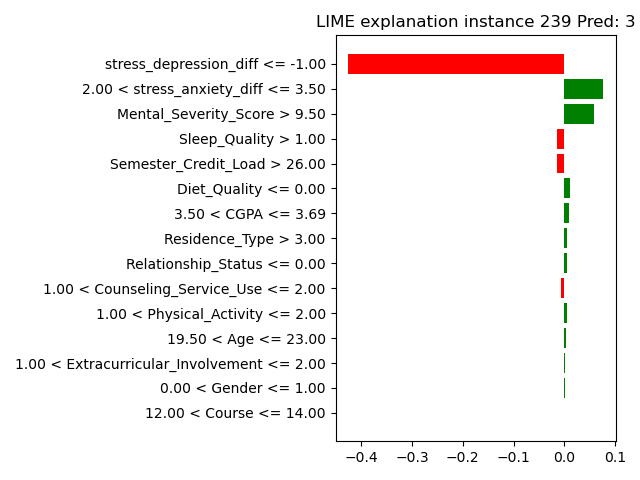 LIME explanation instance 239 Pred: 3
stress_depression_diff <= -1.00
2.00 < stress_anxiety_diff <= 3.50
Mental_Severity_Score > 9.50
Sleep_Quality > 1.00
Semester_Credit_Load > 26.00
Diet_Quality <= 0.00
3.50 < CGPA <= 3.69
Residence_Type > 3.00
Relationship_Status <= 0.00
1.00 < Counseling_Service_Use <= 2.00
1.00 < Physical_Activity <= 2.00
19.50 < Age <= 23.00
1.00 < Extracurricular_Involvement <= 2.00
0.00 < Gender <= 1.00
12.00 < Course <= 14.00
−0.4 −0.3 −0.2 −0.1 0.0 0.1